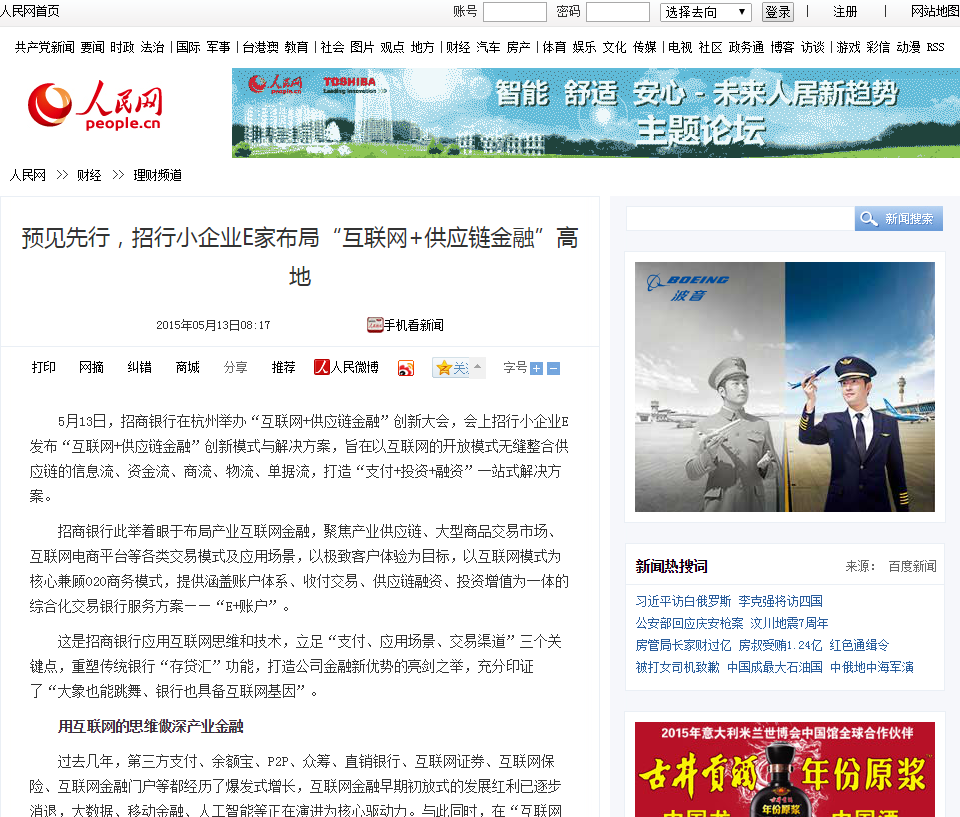 人民网首页 账号 密码 选择去向 登录 | 注册 | 网站地图
共产党新闻 要闻 时政 法治 | 国际 军事 | 台港澳 教育 | 社会 图片 观点 地方 | 财经 汽车 房产 | 体育 娱乐 文化 传媒 | 电视 社区 政务通 博客 访谈 | 游戏 彩信 动漫 RSS
人民网
people.cn
人民网 people.cn
TOSHIBA
Leading Innovation >>>
智能 舒适 安心 - 未来人居新趋势
主题论坛
人民网 >> 财经 >> 理财频道
预见先行，招行小企业E家布局“互联网+供应链金融”高
地
2015年05月13日08:17 手机看新闻
打印 网摘 纠错 商城 分享 推荐 人民微博 关注 字号
5月13日，招商银行在杭州举办“互联网+供应链金融”创新大会，会上招行小企业E
发布“互联网+供应链金融”创新模式与解决方案，旨在以互联网的开放模式无缝整合供
应链的信息流、资金流、商流、物流、单据流，打造“支付+投资+融资”一站式解决方
案。
招商银行此举着眼于布局产业互联网金融，聚焦产业供应链、大型商品交易市场、
互联网电商平台等各类交易模式及应用场景，以极致客户体验为目标，以互联网模式为
核心兼顾O2O商务模式，提供涵盖账户体系、收付交易、供应链融资、投资增值为一体的
综合化交易银行服务方案——“E+账户”。
这是招商银行应用互联网思维和技术，立足“支付、应用场景、交易渠道”三个关
键点，重塑传统银行“存贷汇”功能，打造公司金融新优势的亮剑之举，充分印证
了“大象也能跳舞、银行也具备互联网基因”。
用互联网的思维做深产业金融
过去几年，第三方支付、余额宝、P2P、众筹、直销银行、互联网证券、互联网保
险、互联网金融门户等都经历了爆发式增长，互联网金融早期初放式的发展红利已逐步
消退，大数据、移动金融、人工智能等正在演进为核心驱动力。与此同时，在“互联网
新闻搜索
BOEING
波音
新闻热搜词 来源： 百度新闻
习近平访白俄罗斯 李克强将访四国
公安部回应庆安枪案 汶川地震7周年
房管局长家财过亿 房叔受贿1.24亿 红色通缉令
被打女司机致歉 中国成最大石油国 中俄地中海军演
2015年意大利米兰世博会中国馆全球合作伙伴
古井贡酒 年份原浆
年份原浆